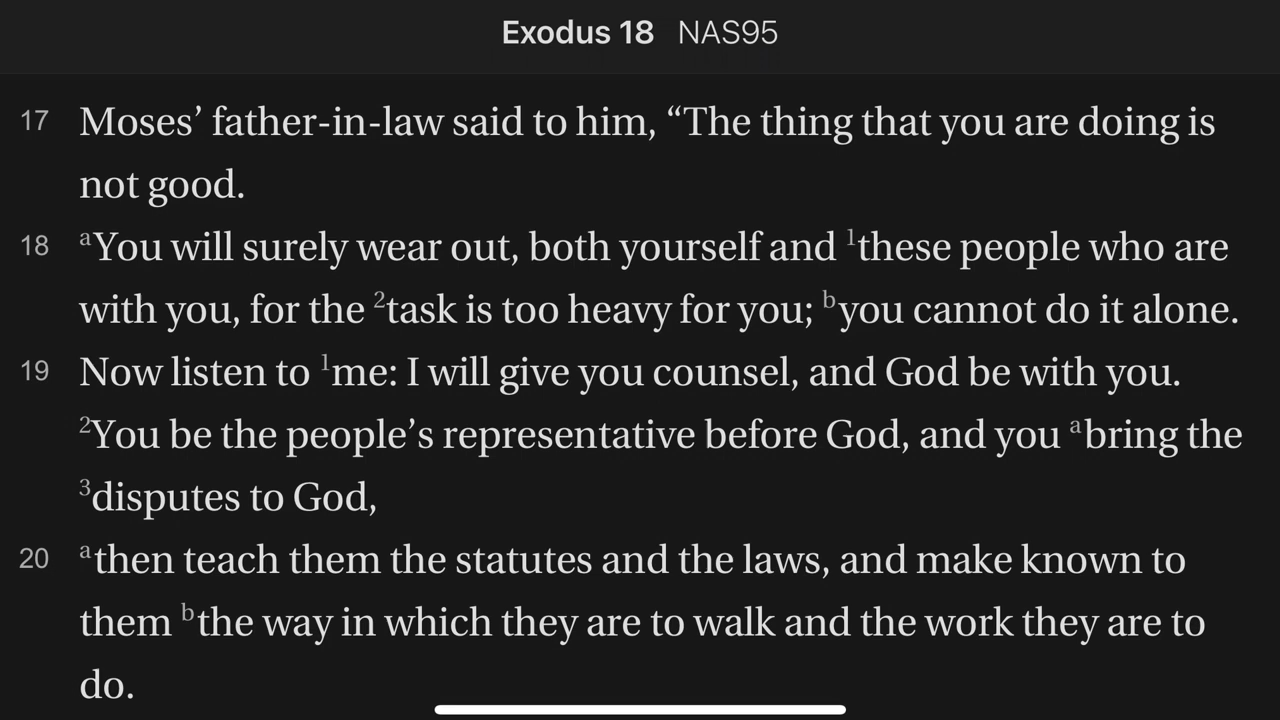 Exodus 18 NAS95
17 Moses’ father-in-law said to him, “The thing that you are doing is
not good.
18 aYou will surely wear out, both yourself and 1these people who are
with you, for the 2task is too heavy for you; byou cannot do it alone.
19 Now listen to 1me: I will give you counsel, and God be with you.
2You be the people’s representative before God, and you abring the
3disputes to God,
20 athen teach them the statutes and the laws, and make known to
them bthe way in which they are to walk and the work they are to
do.